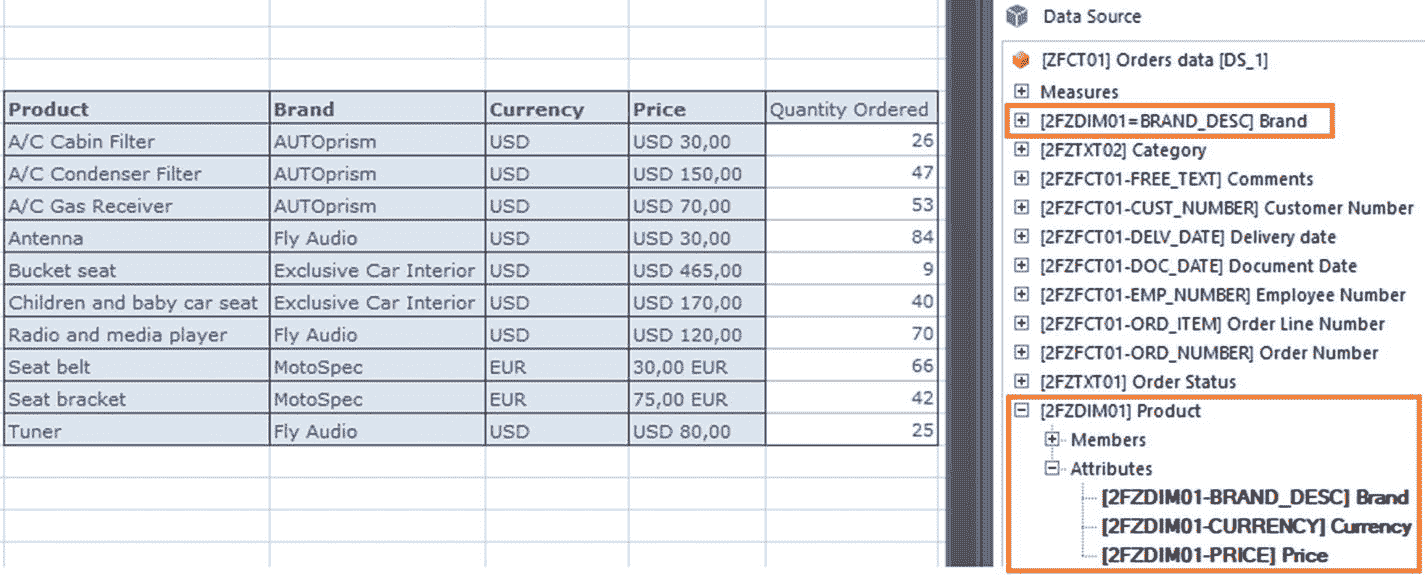 Product Brand Currency Price Quantity Ordered
A/C Cabin Filter AUTOprism USD USD 30,00 26
A/C Condenser Filter AUTOprism USD USD 150,00 47
A/C Gas Receiver AUTOprism USD USD 70,00 53
Antenna Fly Audio USD USD 30,00 84
Bucket seat Exclusive Car Interior USD USD 465,00 9
Children and baby car seat Exclusive Car Interior USD USD 170,00 40
Radio and media player Fly Audio USD USD 120,00 70
Seat belt MotoSpec EUR 30,00 EUR 66
Seat bracket MotoSpec EUR 75,00 EUR 42
Tuner Fly Audio USD USD 80,00 25
Data Source
[ZFCT01] Orders data [DS_1]
Measures
[2FZDIM01=BRAND_DESC] Brand
[2FZTXT02] Category
[2FZFCT01-FREE_TEXT] Comments
[2FZFCT01-CUST_NUMBER] Customer Number
[2FZFCT01-DELV_DATE] Delivery date
[2FZFCT01-DOC_DATE] Document Date
[2FZFCT01-EMP_NUMBER] Employee Number
[2FZFCT01-ORD_ITEM] Order Line Number
[2FZFCT01-ORD_NUMBER] Order Number
[2FZTXT01] Order Status
[2FZDIM01] Product
Members
Attributes
[2FZDIM01-BRAND_DESC] Brand
[2FZDIM01-CURRENCY] Currency
[2FZDIM01-PRICE] Price